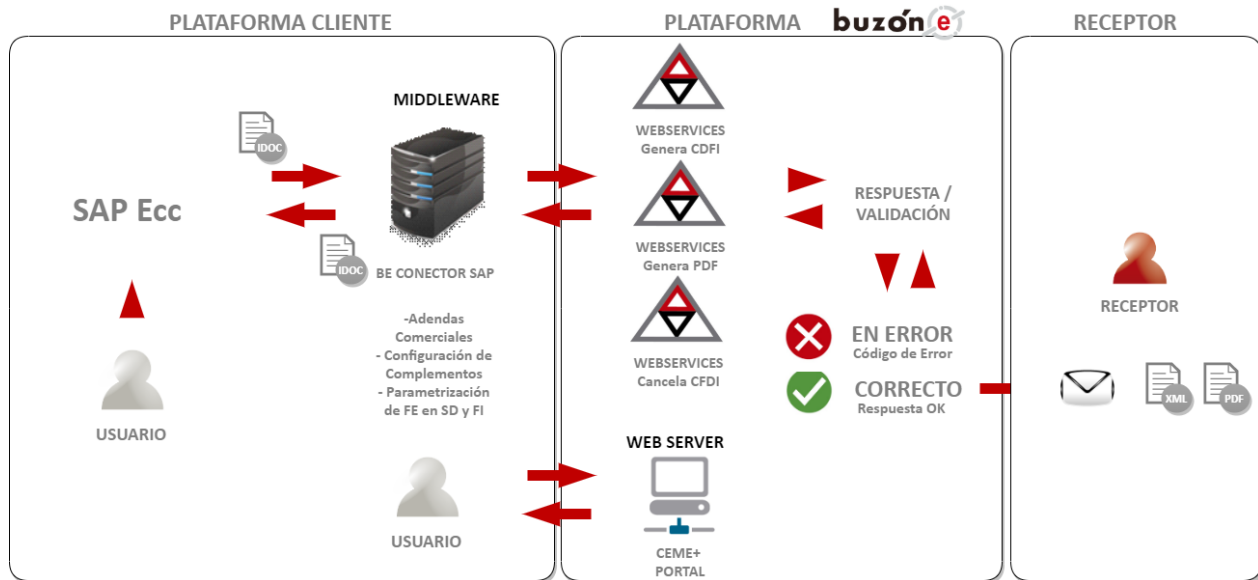 PLATAFORMA CLIENTE
PLATAFORMA buzón e
RECEPTOR
MIDDLEWARE
IDOC
SAP Ecc
IDOC
BE CONECTOR SAP
-Adendas
Comerciales
- Configuración de
Complementos
- Parametrización
de FE en SD y FI
USUARIO
USUARIO
WEBSERVICES
Genera CDFI
WEBSERVICES
Genera PDF
WEBSERVICES
Cancela CFDI
RESPUESTA /
VALIDACIÓN
EN ERROR
Código de Error
CORRECTO
Respuesta OK
WEB SERVER
CEME+
PORTAL
RECEPTOR
XML
PDF